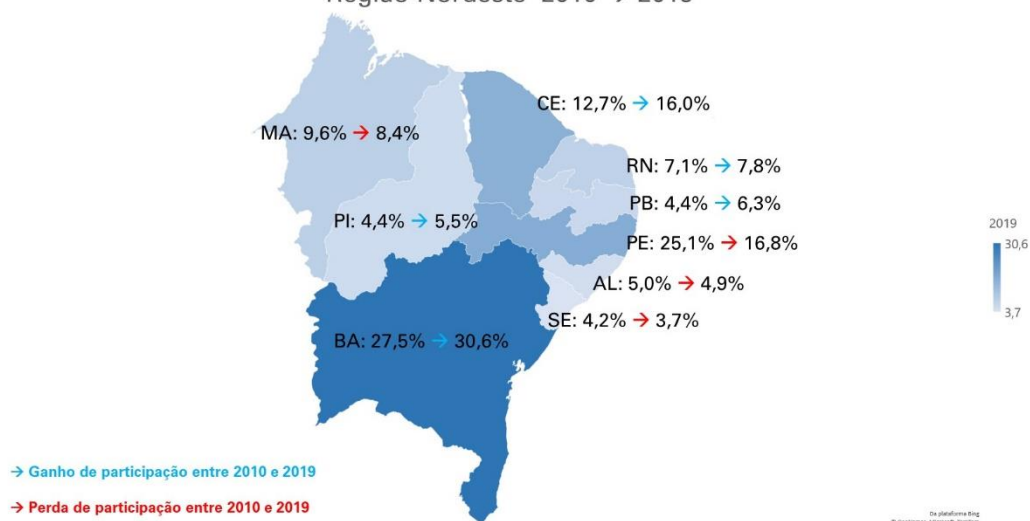 CE: 12,7% → 16,0%
MA: 9,6% → 8,4%
RN: 7,1% → 7,8%
PB: 4,4% → 6,3%
PI: 4,4% → 5,5%
PE: 25,1% → 16,8%
2019
30,6
3,7
AL: 5,0% → 4,9%
SE: 4,2% → 3,7%
BA: 27,5% → 30,6%
→ Ganho de participação entre 2010 e 2019
→ Perda de participação entre 2010 e 2019
Da plataforma Bing